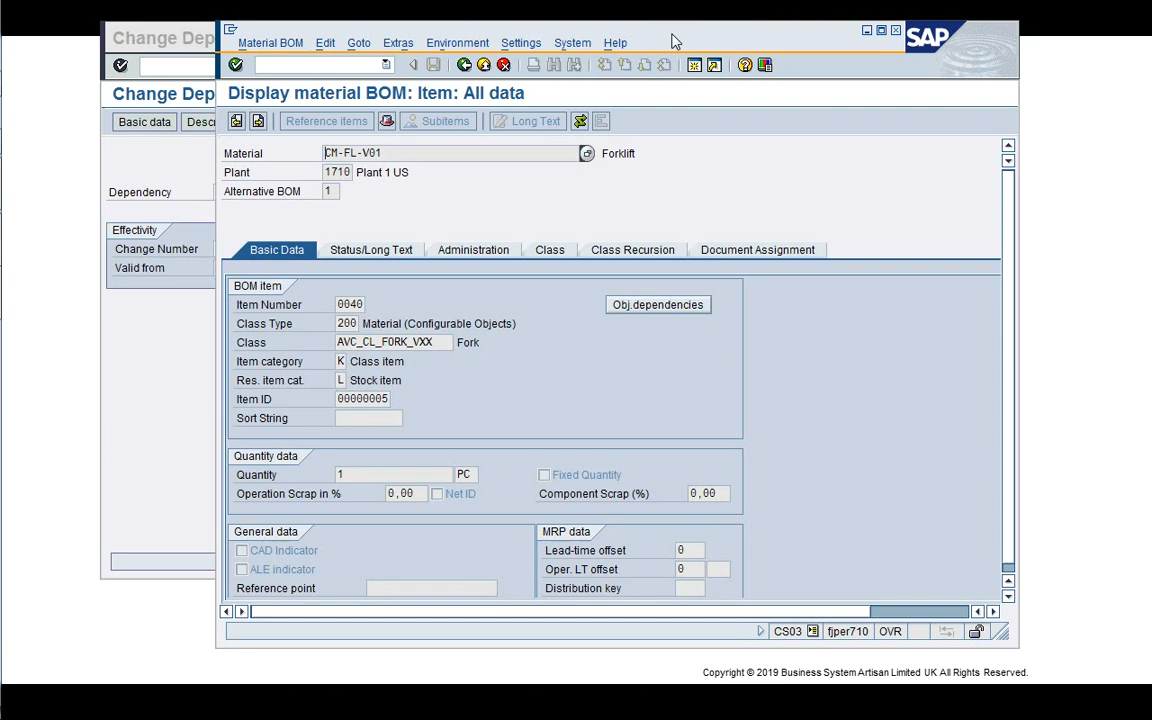 Change Dep
Material BOM Edit Goto Extras Environment Settings System Help
SAP
Change Dep
Display material BOM: Item: All data
Basic data Descr
Reference items Subitems Long Text
Material CM-FL-V01 Forklift
Plant 1710 Plant 1 US
Alternative BOM 1
Dependency
Effectivity
Change Number
Valid from
Basic Data Status/Long Text Administration Class Class Recursion Document Assignment
BOM item
Item Number 0040 Obj.dependencies
Class Type 200 Material (Configurable Objects)
Class AVC_CL_FORK_VXX Fork
Item category K Class item
Res. item cat. L Stock item
Item ID 00000005
Sort String
Quantity data
Quantity 1 PC Fixed Quantity
Operation Scrap in % 0,00 Net ID Component Scrap (%) 0,00
General data MRP data
CAD Indicator Lead-time offset 0
ALE indicator Oper. LT offset 0
Reference point Distribution key
CS03 fjper710 OVR
Copyright © 2019 Business System Artisan Limited UK All Rights Reserved.